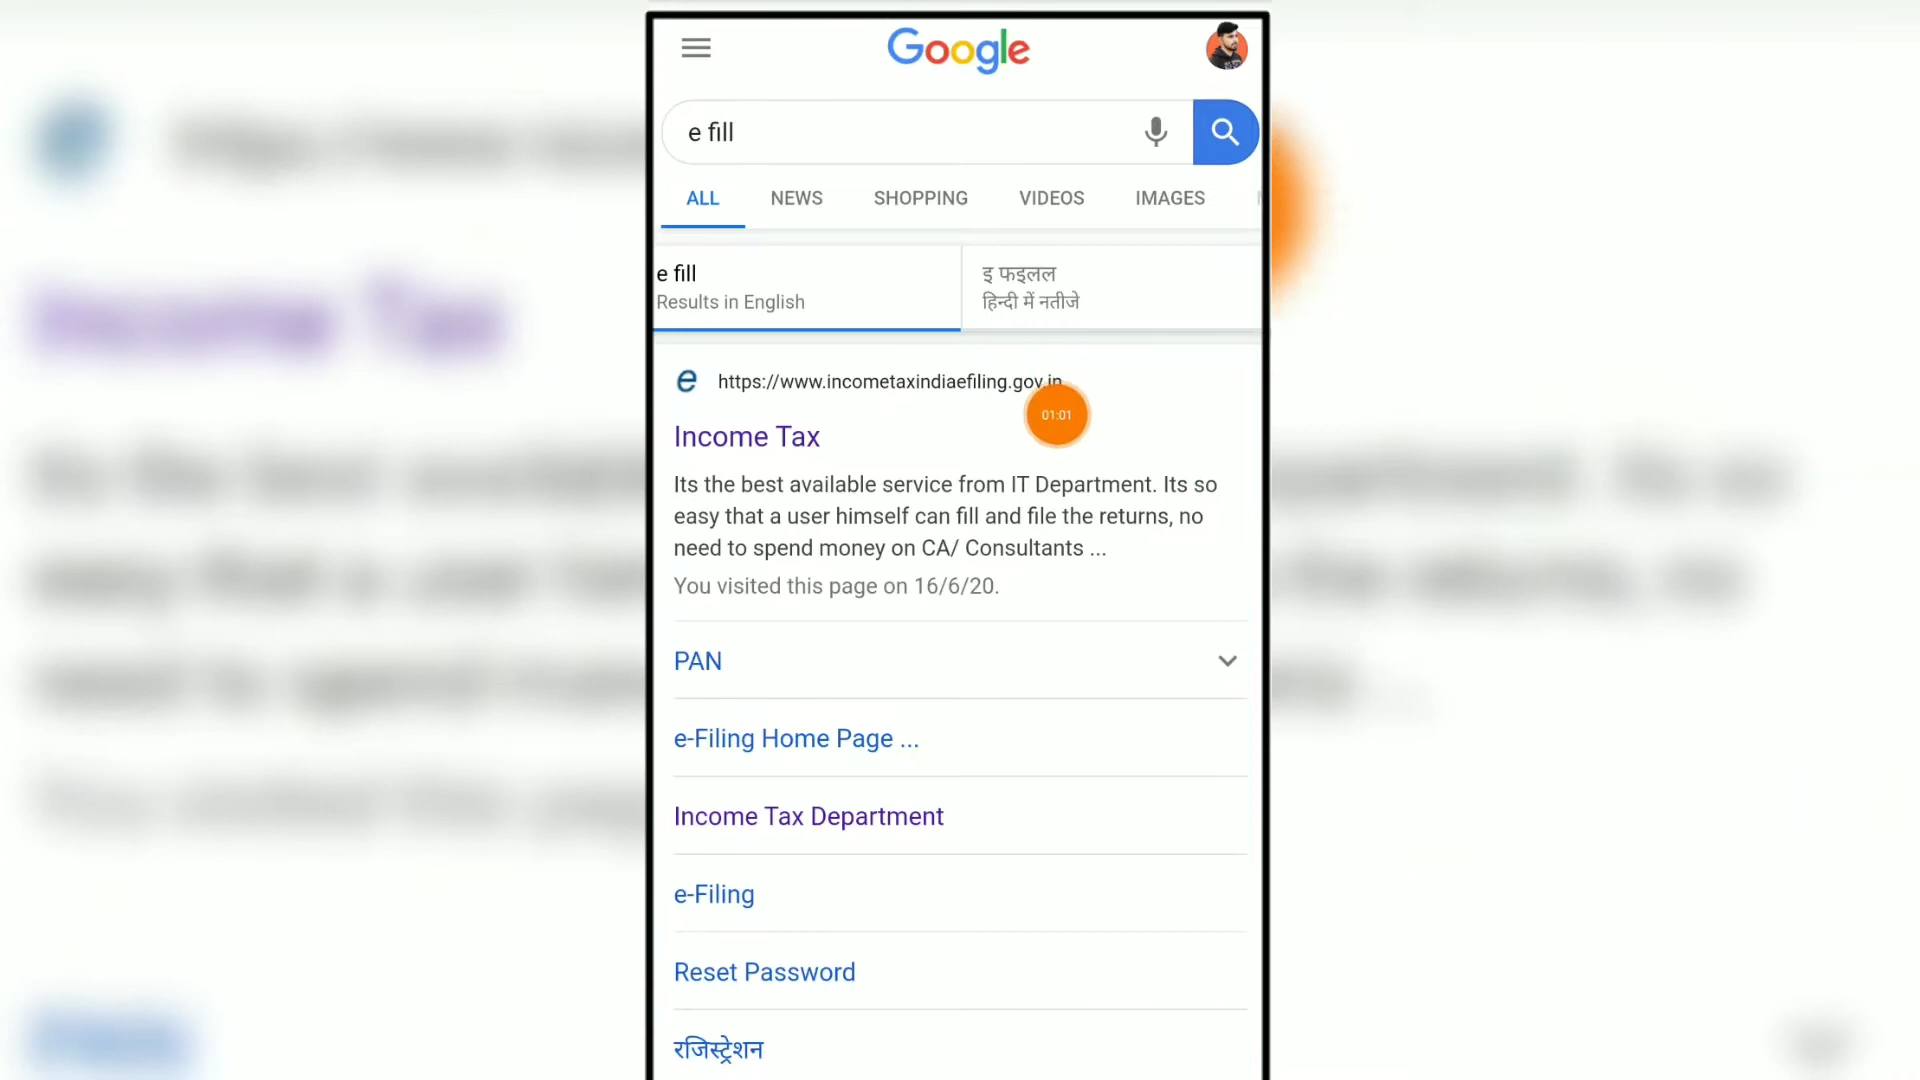 Google
e fill
ALL NEWS SHOPPING VIDEOS IMAGES
e fill
Results in English
इ फइलल
हिन्दी में नतीजे
https://www.incometaxindiaefiling.gov.in
01:01
Income Tax
Its the best available service from IT Department. Its so
easy that a user himself can fill and file the returns, no
need to spend money on CA/ Consultants ...
You visited this page on 16/6/20.
PAN
e-Filing Home Page ...
Income Tax Department
e-Filing
Reset Password
रजिस्ट्रेशन